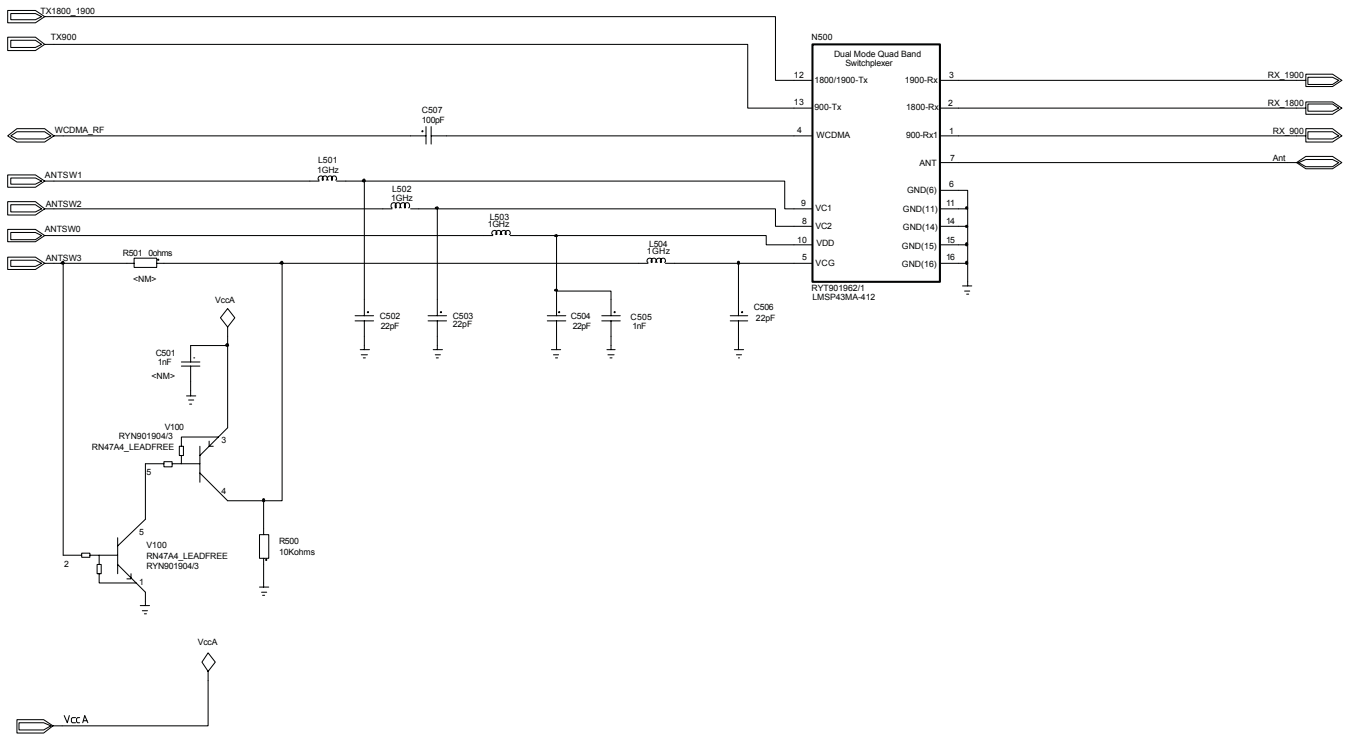 TX1800_1900
TX900
N500
Dual Mode Quad Band
Switchplexer
12 1800/1900-Tx 1900-Rx 3 RX_1900
13 900-Tx 1800-Rx 2 RX_1800
C507
100pF
WCDMA_RF 4 WCDMA 900-Rx1 1 RX_900
ANT 7 Ant
L501
1GHz
ANTSW1
GND(6) 6
L502
1GHz
ANTSW2 9 VC1 GND(11) 11
L503
1GHz
8 VC2 GND(14) 14
ANTSW0 10 VDD GND(15) 15
L504
1GHz
R501 0ohms
ANTSW3 5 VCG GND(16) 16
<NM>
RYT901962/1
LMSP43MA-412
VccA
C502
22pF
C503
22pF
C504
22pF
C505
1nF
C506
22pF
C501
1nF
<NM>
V100
RYN901904/3
RN47A4_LEADFREE
3
5
4
5
V100
RN47A4_LEADFREE
RYN901904/3
2
1
R500
10Kohms
VccA
VccA